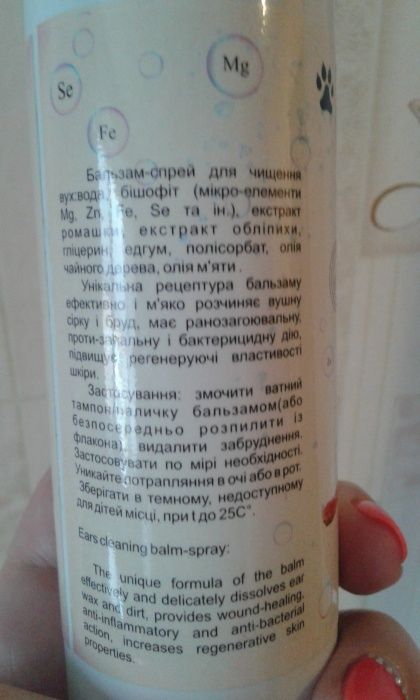 Mg
Se
Fe
Бальзам-спрей для чищення
вух:вода, бішофіт (мікро-елементи
Mg, Zn, Fe, Se та ін.), екстракт
ромашки, екстракт обліпихи,
гліцерин, едгум, полісорбат, олія
чайного дерева, олія м'яти.
Унікальна рецептура бальзаму
ефективно і м'яко розчиняє вушну
сірку і бруд, має ранозагоювальну,
проти-запальну і бактерицидну дію,
підвищує регенеруючі властивості
шкіри.
Застосування: змочити ватний
тампон/паличку бальзамом(або
безпосередньо розпилити із
флакона), видалити забруднення.
Застосовувати по мірі необхідності.
Уникайте потрапляння в очі або в рот.
Зберігати в темному, недоступному
для дітей місці, при t до 25С°.
Ears cleaning balm-spray:
The unique formula of the balm
effectively and delicately dissolves ear
wax and dirt, provides wound-healing,
anti-inflammatory and anti-bacterial
action, increases regenerative skin
properties.